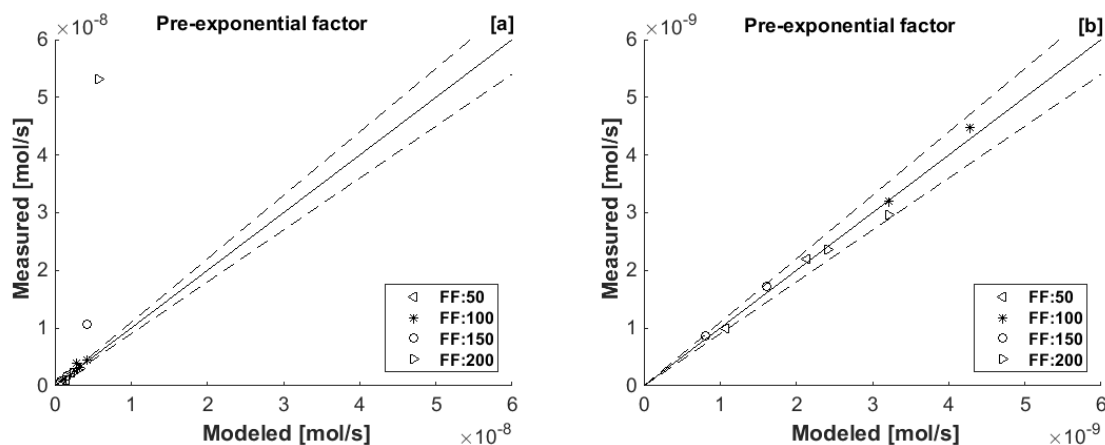 ×10⁻⁸
Pre-exponential factor
[a]
6
5
4
3
2
1
0
Measured [mol/s]
FF:50
FF:100
FF:150
FF:200
0 1 2 3 4 5 6
Modeled [mol/s]
×10⁻⁸
×10⁻⁹
Pre-exponential factor
[b]
6
5
4
3
2
1
0
Measured [mol/s]
FF:50
FF:100
FF:150
FF:200
0 1 2 3 4 5 6
Modeled [mol/s]
×10⁻⁹